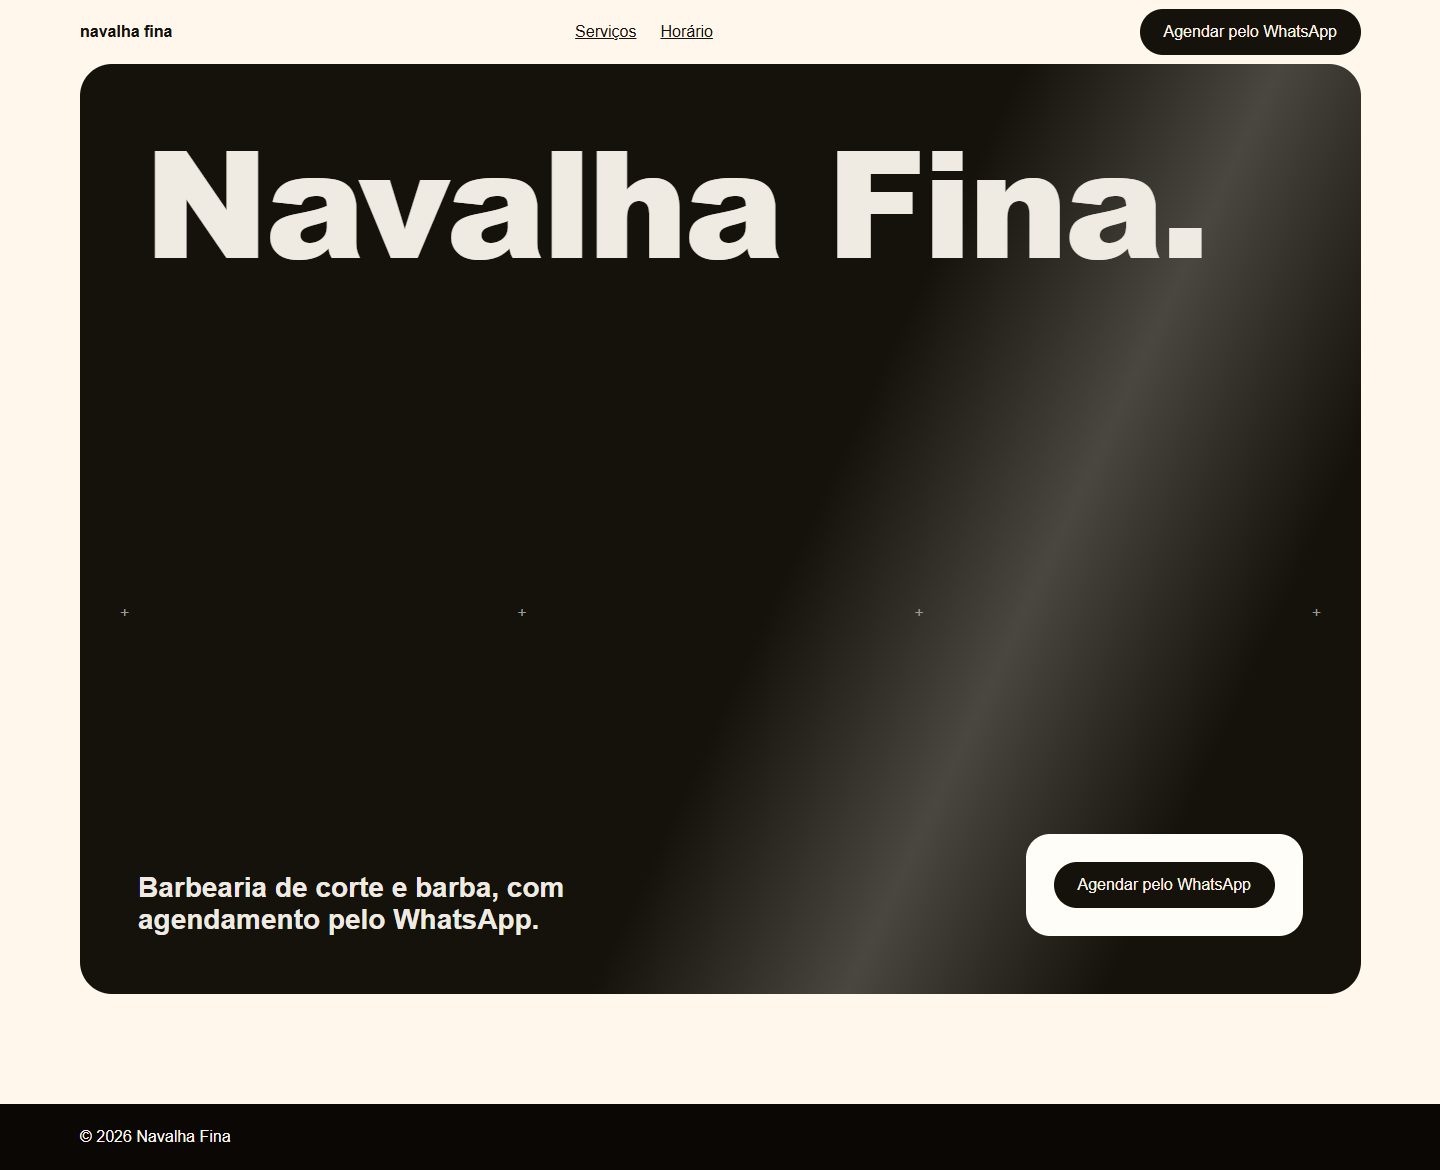 navalha fina
Serviços
Horário
Agendar pelo WhatsApp
Navalha Fina.
+ + + +
Barbearia de corte e barba, com
agendamento pelo WhatsApp.
Agendar pelo WhatsApp
© 2026 Navalha Fina